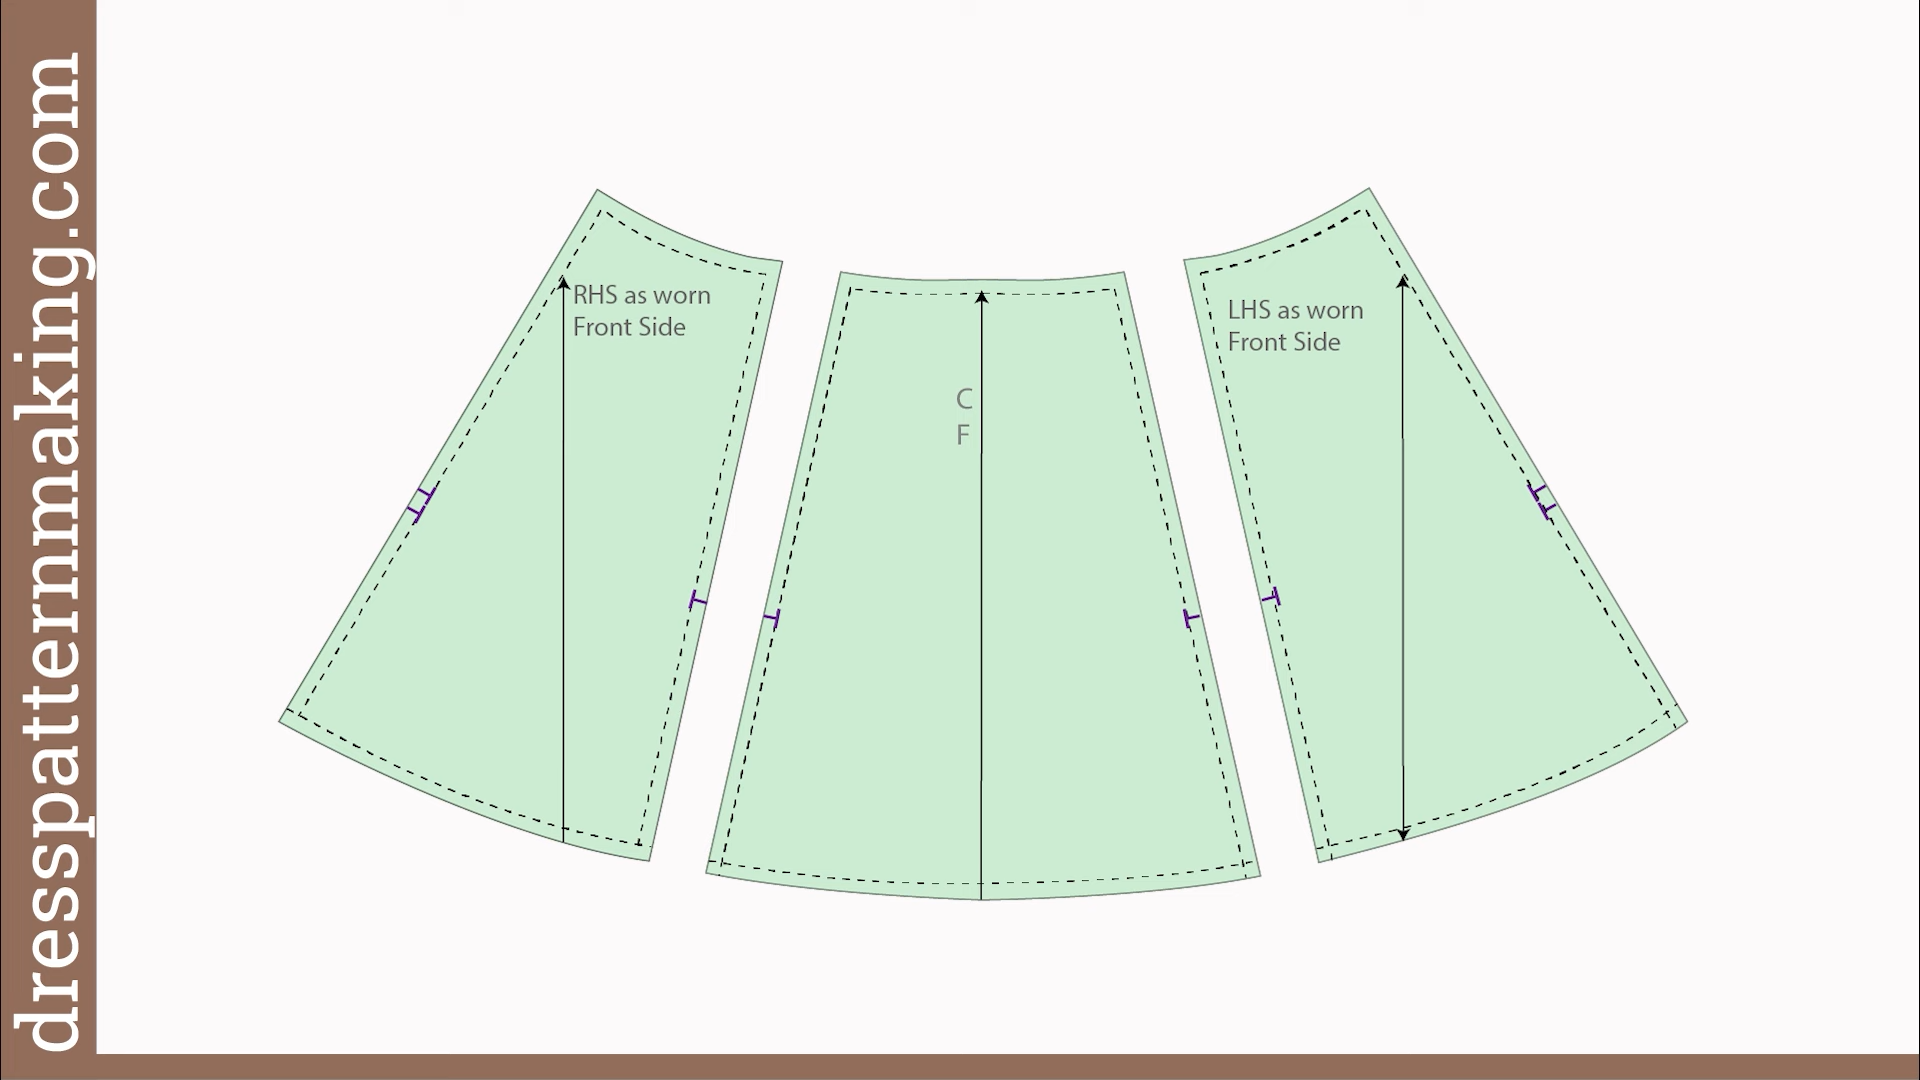 dresspatternmaking.com
RHS as worn
Front Side
C
F
LHS as worn
Front Side